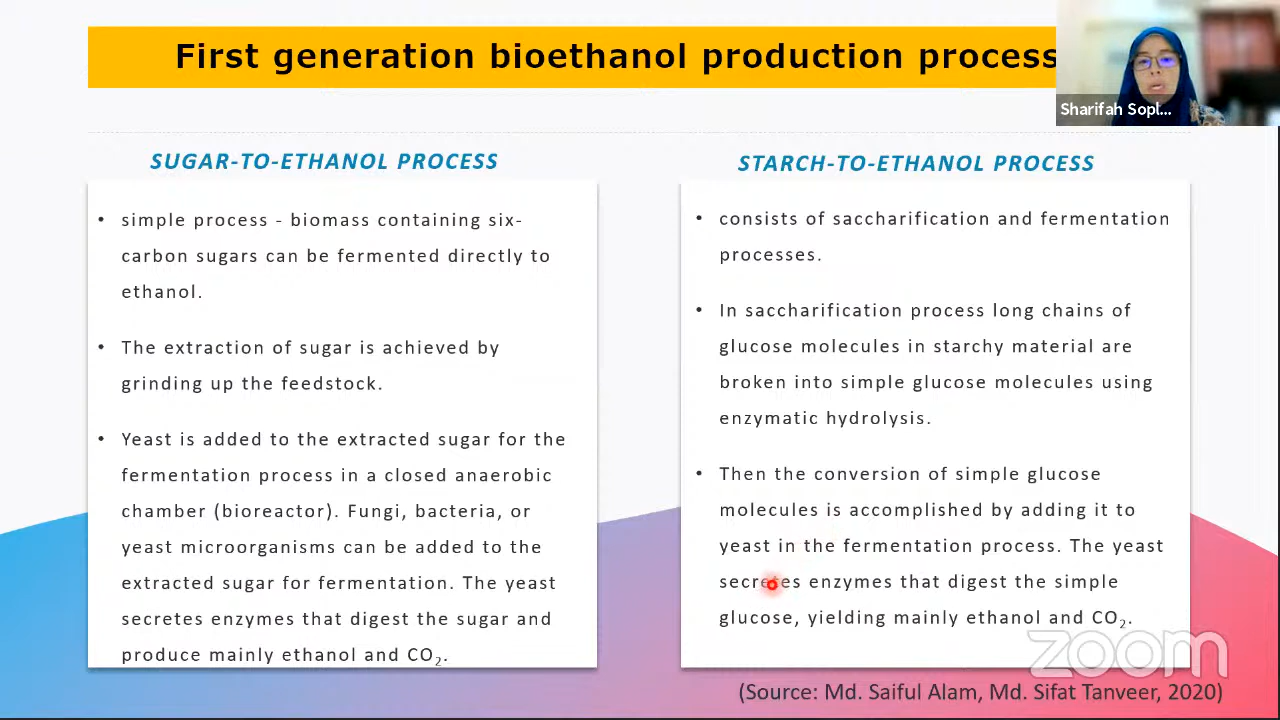 First generation bioethanol production process
Sharifah Sopl...
SUGAR-TO-ETHANOL PROCESS
• simple process - biomass containing six-
carbon sugars can be fermented directly to
ethanol.
• The extraction of sugar is achieved by
grinding up the feedstock.
• Yeast is added to the extracted sugar for the
fermentation process in a closed anaerobic
chamber (bioreactor). Fungi, bacteria, or
yeast microorganisms can be added to the
extracted sugar for fermentation. The yeast
secretes enzymes that digest the sugar and
produce mainly ethanol and CO₂.
STARCH-TO-ETHANOL PROCESS
• consists of saccharification and fermentation
processes.
• In saccharification process long chains of
glucose molecules in starchy material are
broken into simple glucose molecules using
enzymatic hydrolysis.
• Then the conversion of simple glucose
molecules is accomplished by adding it to
yeast in the fermentation process. The yeast
secretes enzymes that digest the simple
glucose, yielding mainly ethanol and CO₂.
zoom
(Source: Md. Saiful Alam, Md. Sifat Tanveer, 2020)